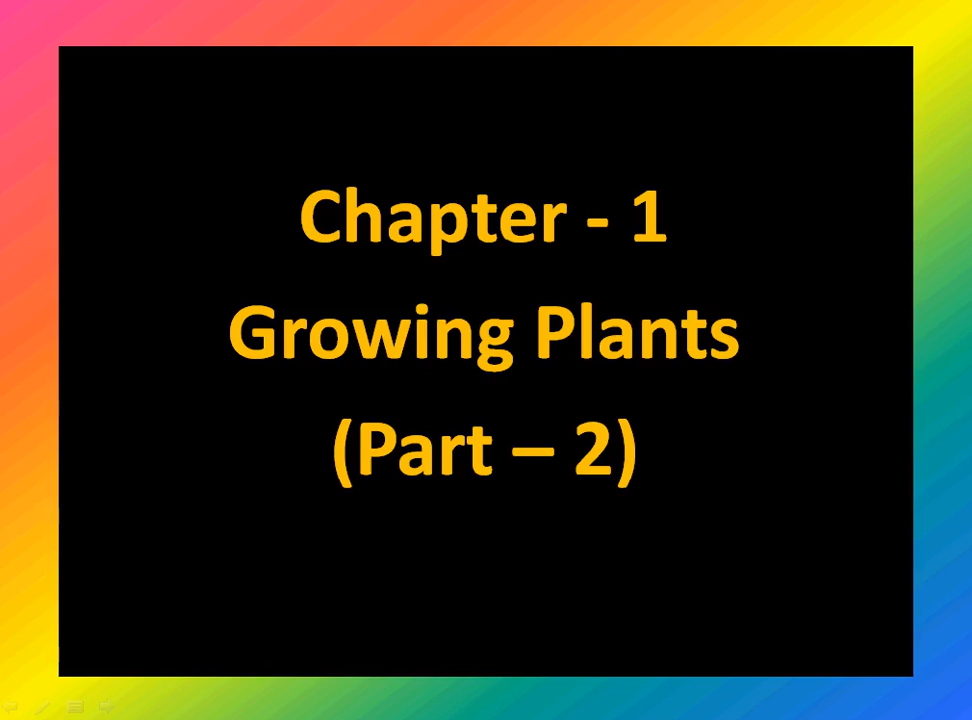 Chapter - 1
Growing Plants
(Part – 2)